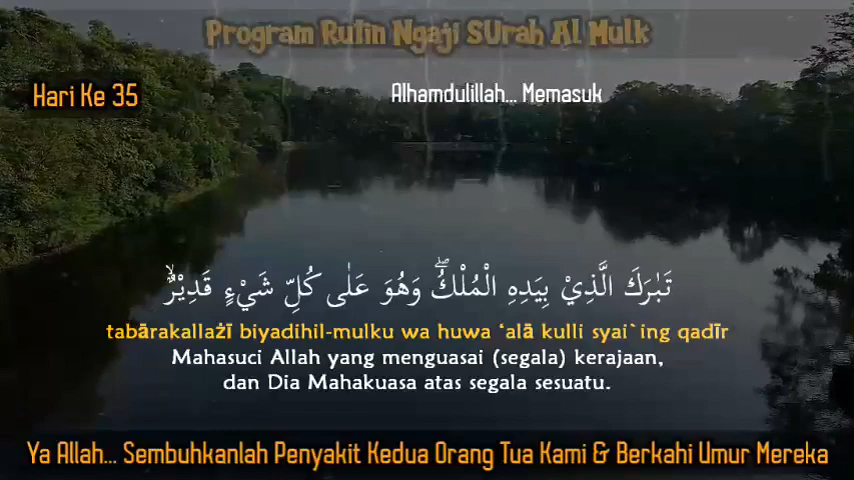 Program Rutin Ngaji SUrah Al Mulk
Hari Ke 35
Alhamdulillah... Memasuk
تَبٰرَكَ الَّذِيْ بِيَدِهِ الْمُلْكُۖ وَهُوَ عَلٰى كُلِّ شَيْءٍ قَدِيْرٌۙ
tabārakallażī biyadihil-mulku wa huwa ‘alā kulli syai`ing qadīr
Mahasuci Allah yang menguasai (segala) kerajaan,
dan Dia Mahakuasa atas segala sesuatu.
Ya Allah... Sembuhkanlah Penyakit Kedua Orang Tua Kami & Berkahi Umur Mereka